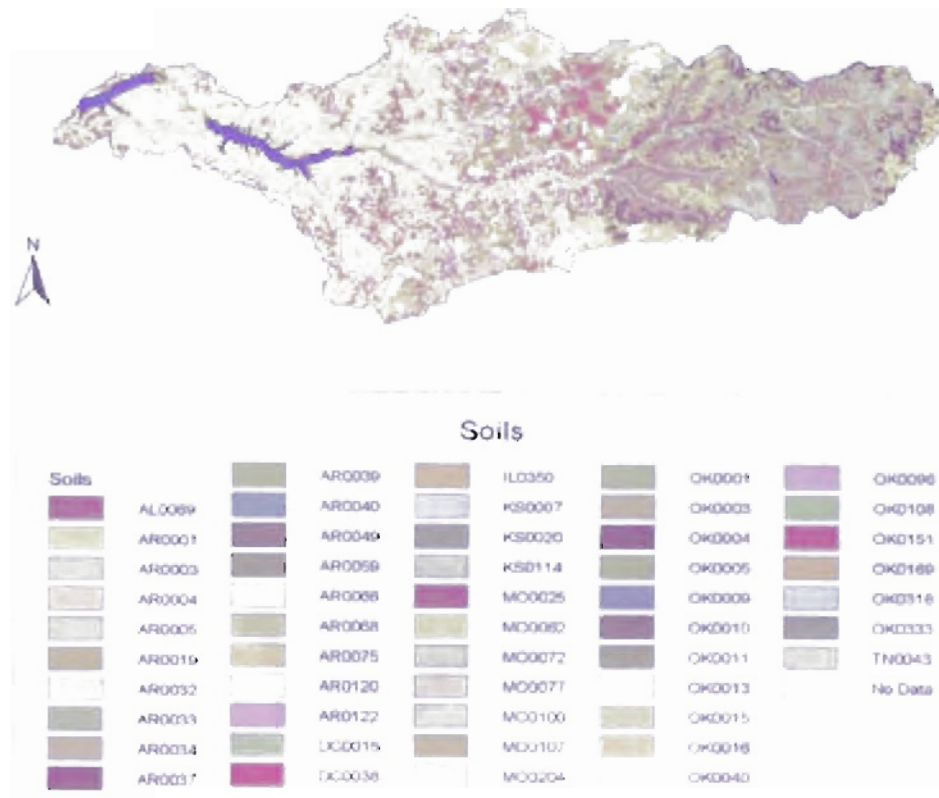 N
Soils
Soils
AL0069
AR0001
AR0003
AR0004
AR0005
AR0019
AR0032
AR0033
AR0034
AR0037
AR0039
AR0040
AR0049
AR0059
AR0066
AR0068
AR0075
AR0120
AR0122
DC0015
DC0038
IL0350
KS0007
KS0020
KS0114
MO0025
MO0062
MO0072
MO0077
MO0100
MO0107
MO0204
OK0001
OK0003
OK0004
OK0005
OK0009
OK0010
OK0011
OK0013
OK0015
OK0016
OK0040
OK0096
OK0108
OK0151
OK0169
OK0316
OK0333
TN0043
No Data